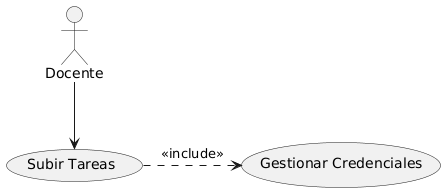 Docente
«include»
Subir Tareas
Gestionar Credenciales